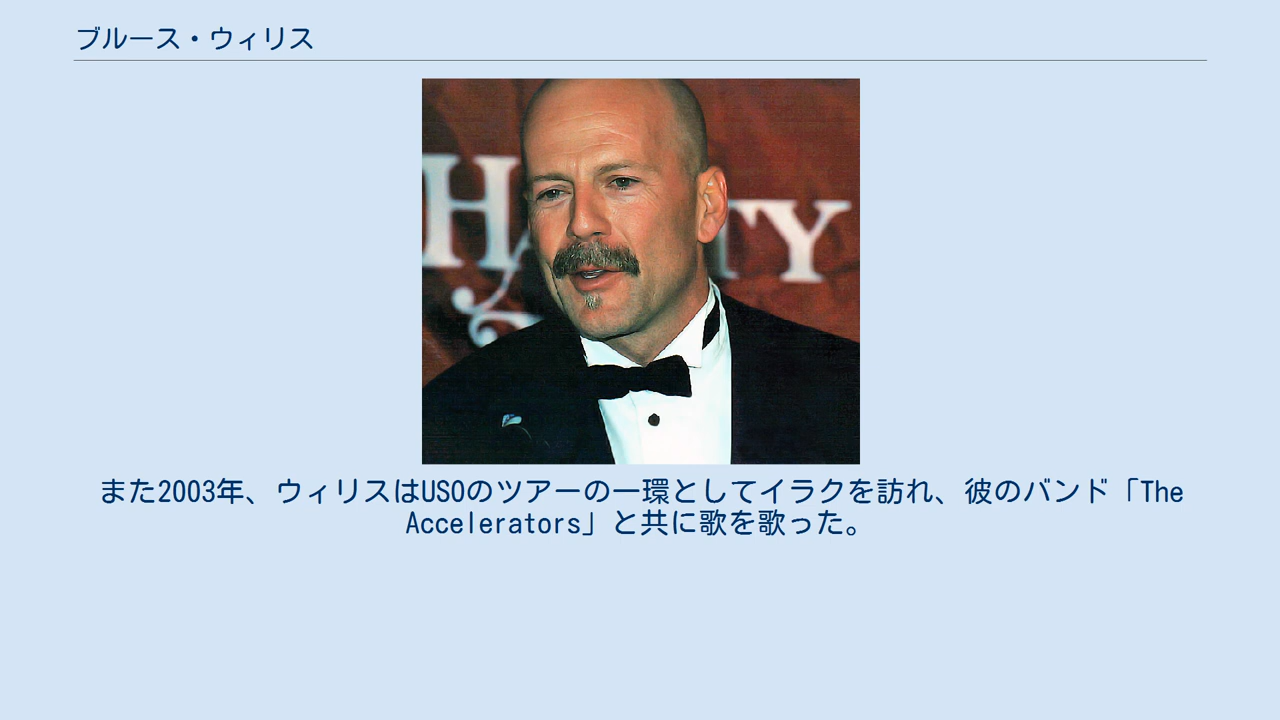 ブルース・ウィリス
HA TY
また2003年、ウィリスはUSOのツアーの一環としてイラクを訪れ、彼のバンド「The
Accelerators」と共に歌を歌った。